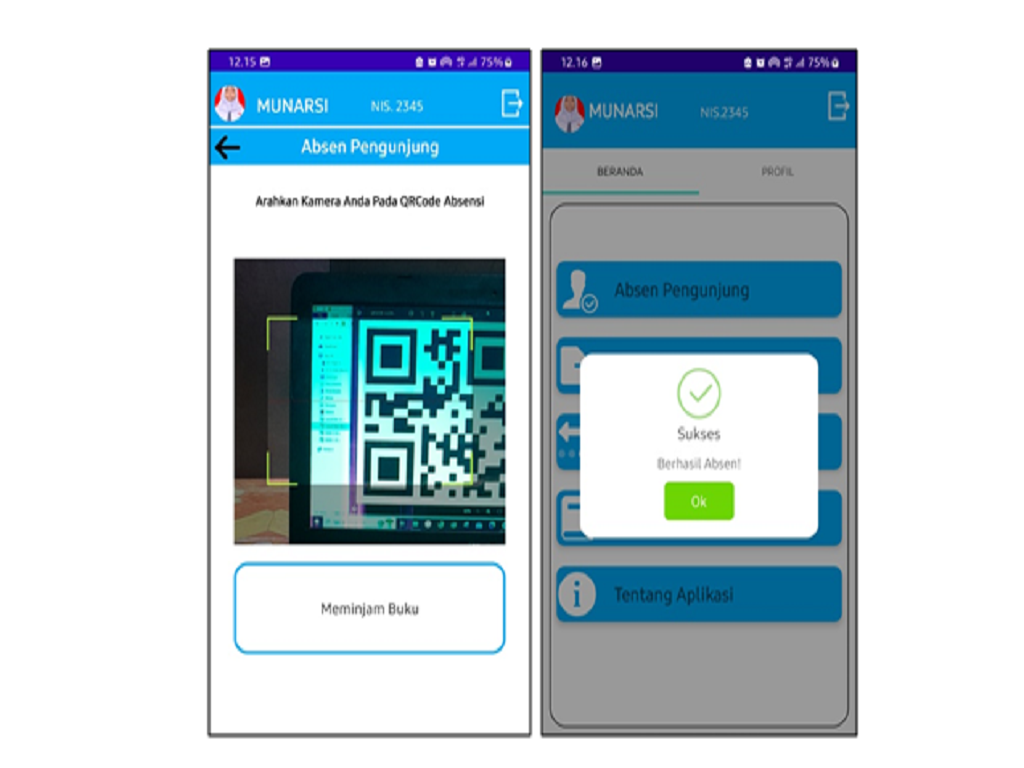 12.15
75%
MUNARSI
NIS. 2345
Absen Pengunjung
Arahkan Kamera Anda Pada QRCode Absensi
Meminjam Buku
12.16
75%
MUNARSI
NIS.2345
BERANDA
PROFIL
Absen Pengunjung
Sukses
Berhasil Absen!
Ok
Tentang Aplikasi